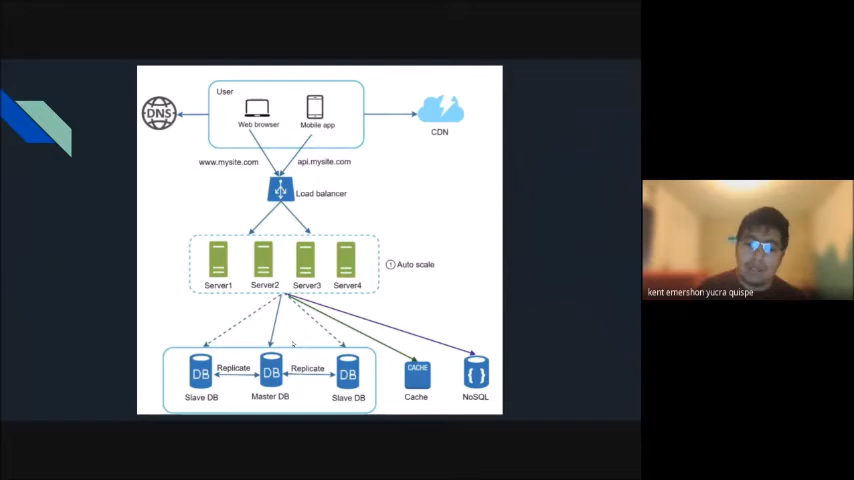 User
DNS
Web browser
Mobile app
CDN
www.mysite.com
api.mysite.com
Load balancer
Server1
Server2
Server3
Server4
1 Auto scale
kent emershon yucra quispe
DB
Replicate
DB
Replicate
DB
CACHE
{ }
Slave DB
Master DB
Slave DB
Cache
NoSQL